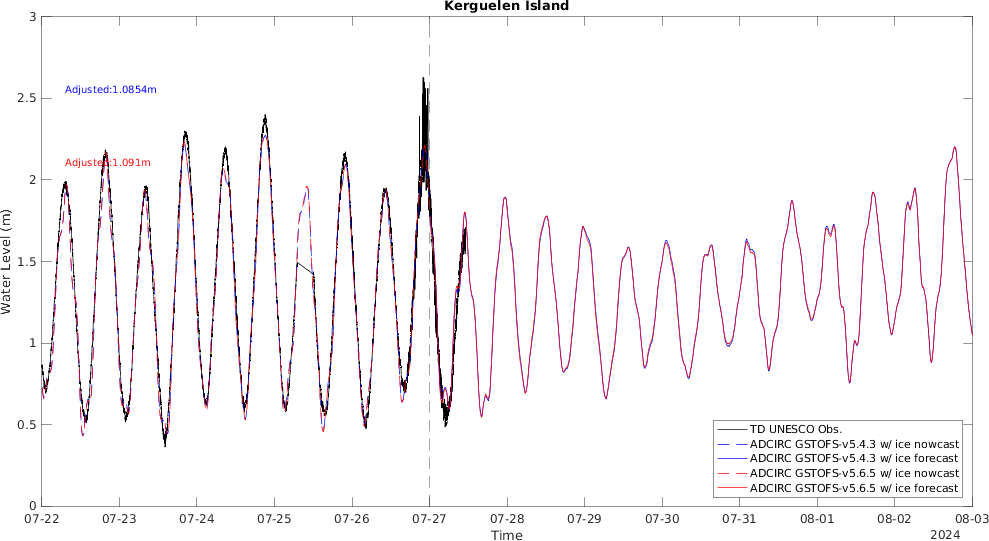 Kerguelen Island
3
2.5
2
1.5
1
0.5
0
Water Level (m)
Adjusted:1.0854m
Adjusted:1.091m
TD UNESCO Obs.
ADCIRC GSTOFS-v5.4.3 w/ ice nowcast
ADCIRC GSTOFS-v5.4.3 w/ ice forecast
ADCIRC GSTOFS-v5.6.5 w/ ice nowcast
ADCIRC GSTOFS-v5.6.5 w/ ice forecast
07-22 07-23 07-24 07-25 07-26 07-27 07-28 07-29 07-30 07-31 08-01 08-02 08-03
Time
2024